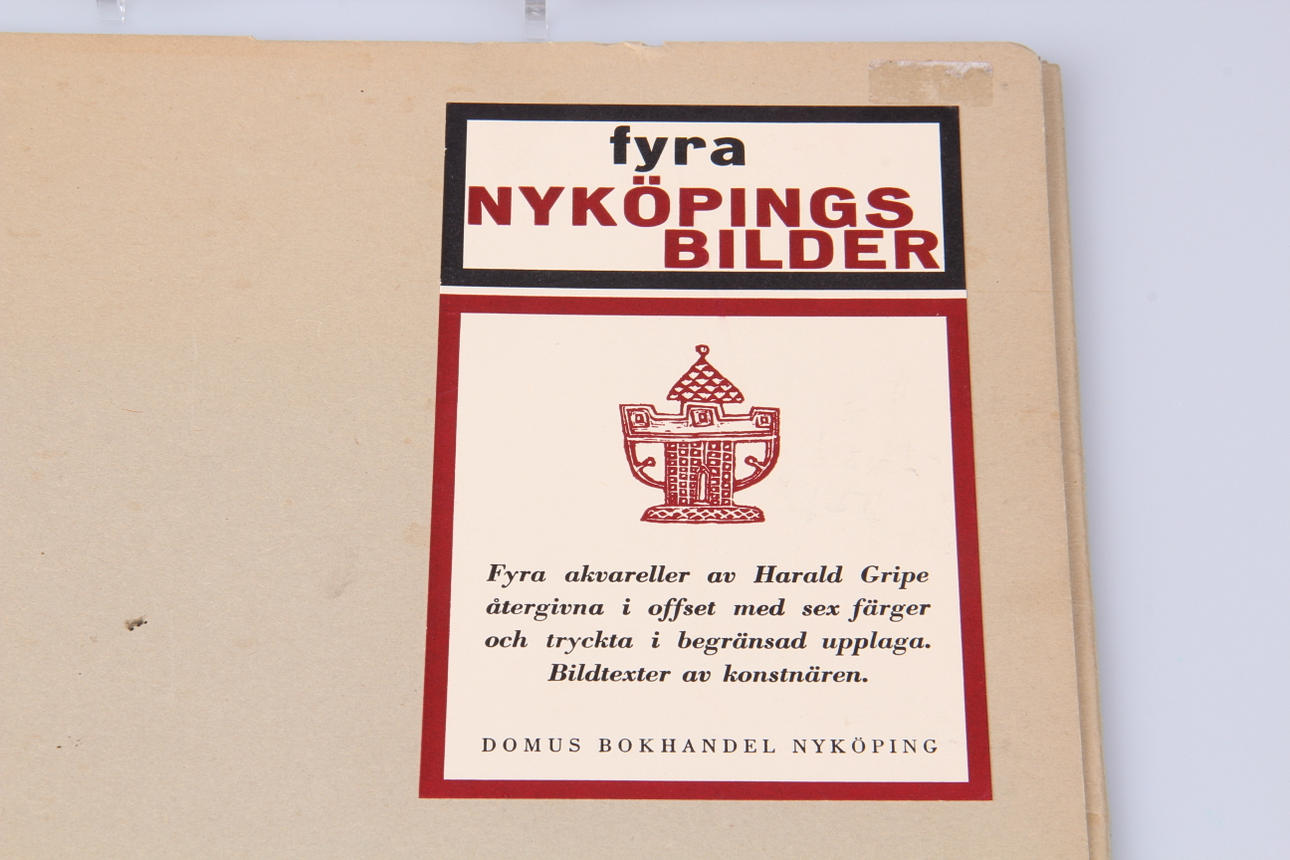 fyra
NYKÖPINGS
BILDER
Fyra akvareller av Harald Gripe
återgivna i offset med sex färger
och tryckta i begränsad upplaga.
Bildtexter av konstnären.
DOMUS BOKHANDEL NYKÖPING